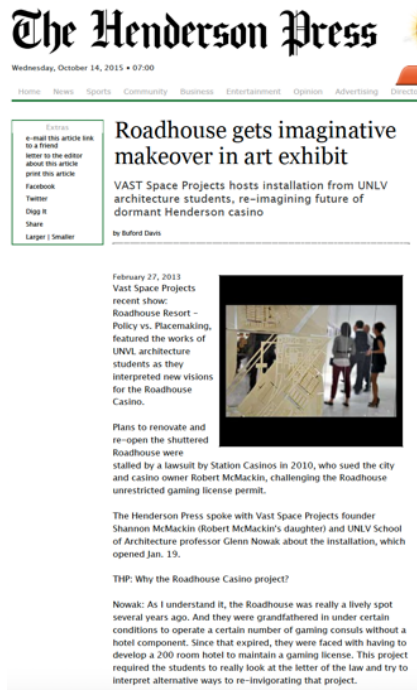 The Henderson Press
Wednesday, October 14, 2015 • 07:00
Home News Sports Community Business Entertainment Opinion Advertising Directo
Extras
e-mail this article link
to a friend
letter to the editor
about this article
print this article
Facebook
Twitter
Digg It
Share
Larger | Smaller
Roadhouse gets imaginative
makeover in art exhibit
VAST Space Projects hosts installation from UNLV
architecture students, re-imagining future of
dormant Henderson casino
by Buford Davis
February 27, 2013
Vast Space Projects
recent show:
Roadhouse Resort –
Policy vs. Placemaking,
featured the works of
UNVL architecture
students as they
interpreted new visions
for the Roadhouse
Casino.
Plans to renovate and
re-open the shuttered
Roadhouse were
stalled by a lawsuit by Station Casinos in 2010, who sued the city
and casino owner Robert McMackin, challenging the Roadhouse
unrestricted gaming license permit.
The Henderson Press spoke with Vast Space Projects founder
Shannon McMackin (Robert McMackin's daughter) and UNLV School
of Architecture professor Glenn Nowak about the installation, which
opened Jan. 19.
THP: Why the Roadhouse Casino project?
Nowak: As I understand it, the Roadhouse was really a lively spot
several years ago. And they were grandfathered in under certain
conditions to operate a certain number of gaming consuls without a
hotel component. Since that expired, they were faced with having to
develop a 200 room hotel to maintain a gaming license. This project
required the students to really look at the letter of the law and try to
interpret alternative ways to re-invigorating that project.